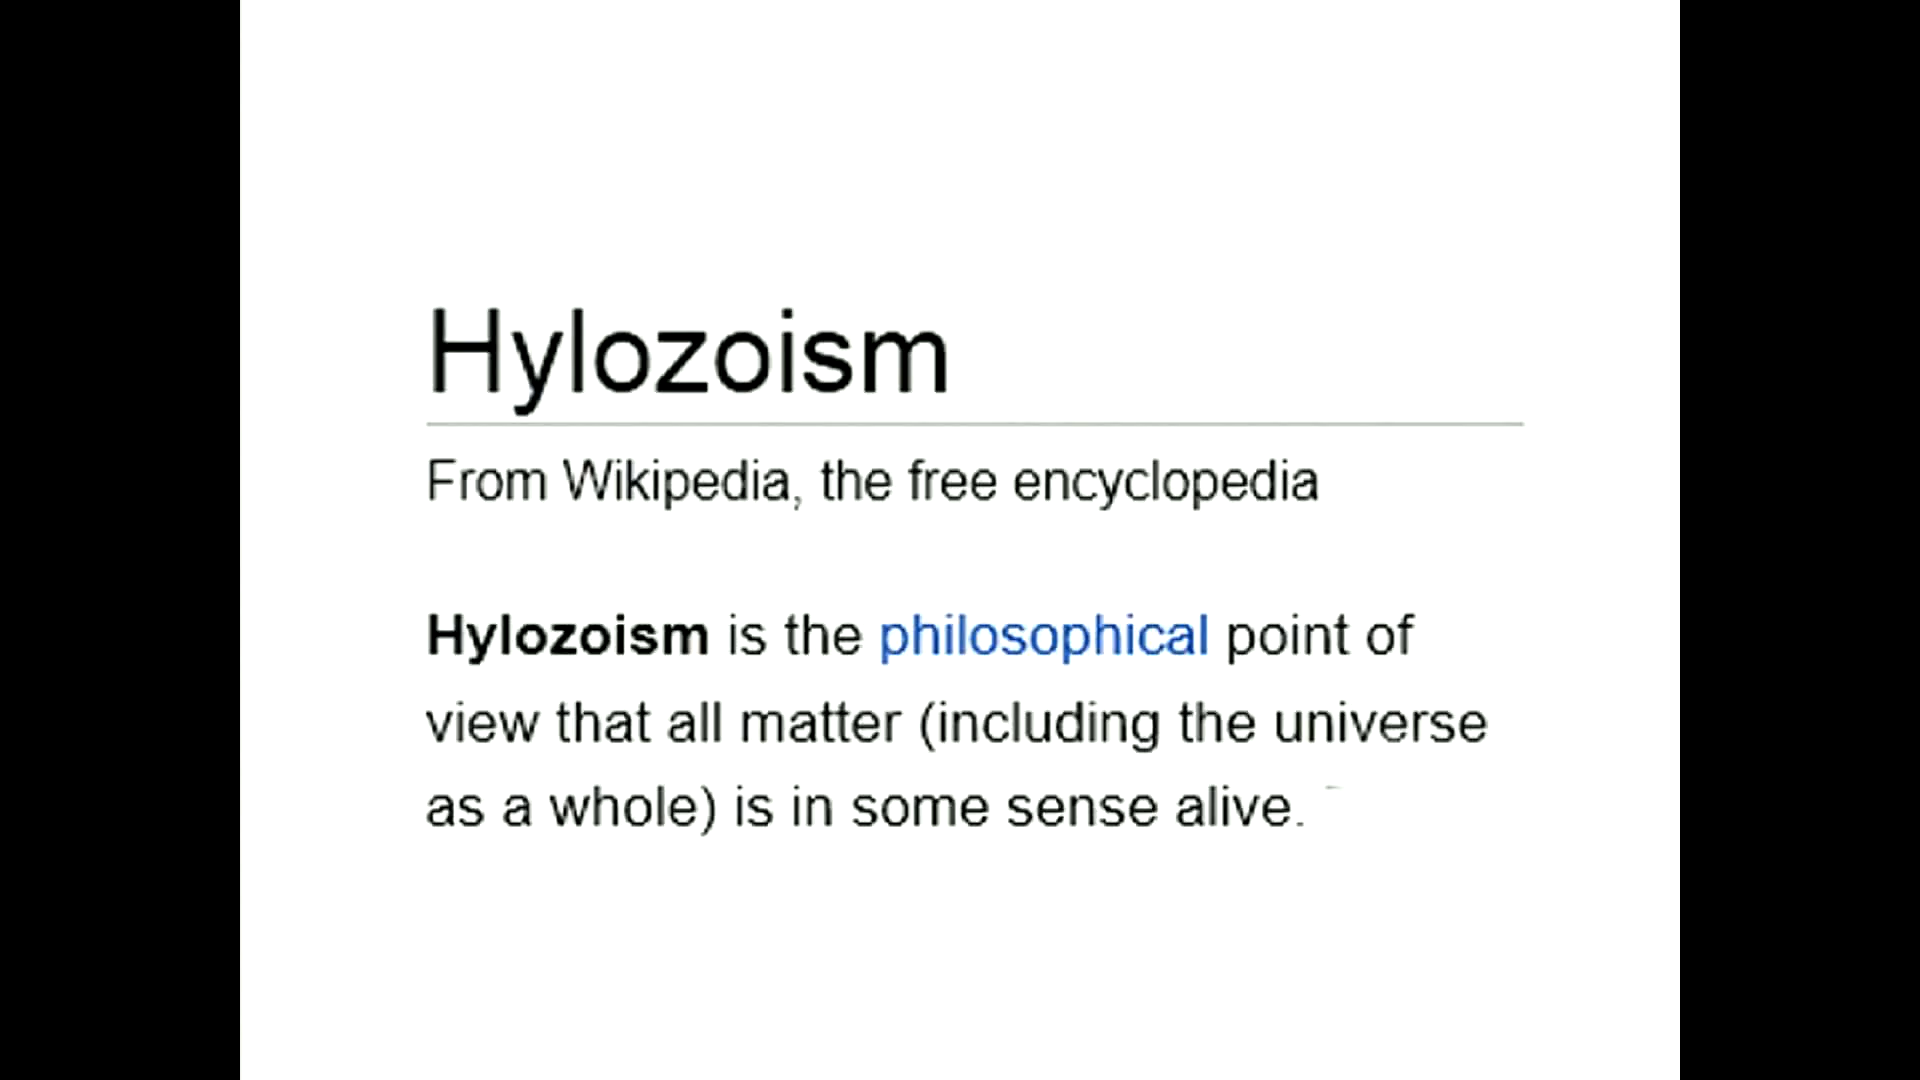 Hylozoism
From Wikipedia, the free encyclopedia
Hylozoism is the philosophical point of
view that all matter (including the universe
as a whole) is in some sense alive.